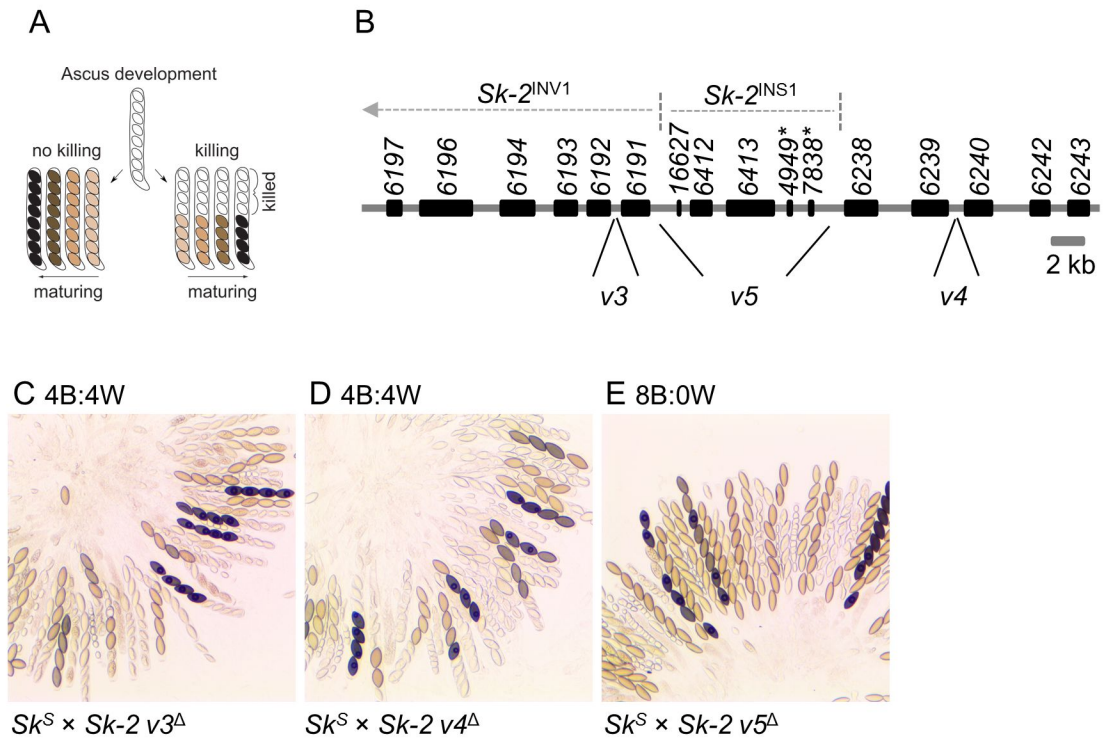 A
Ascus development
no killing
killing
killed
maturing
maturing
B
Sk-2INV1
Sk-2INS1
6197
6196
6194
6193
6192
6191
16627
6412
6413
4949*
7838*
6238
6239
6240
6242
6243
2 kb
v3
v5
v4
C 4B:4W
D 4B:4W
E 8B:0W
SkS × Sk-2 v3Δ
SkS × Sk-2 v4Δ
SkS × Sk-2 v5Δ